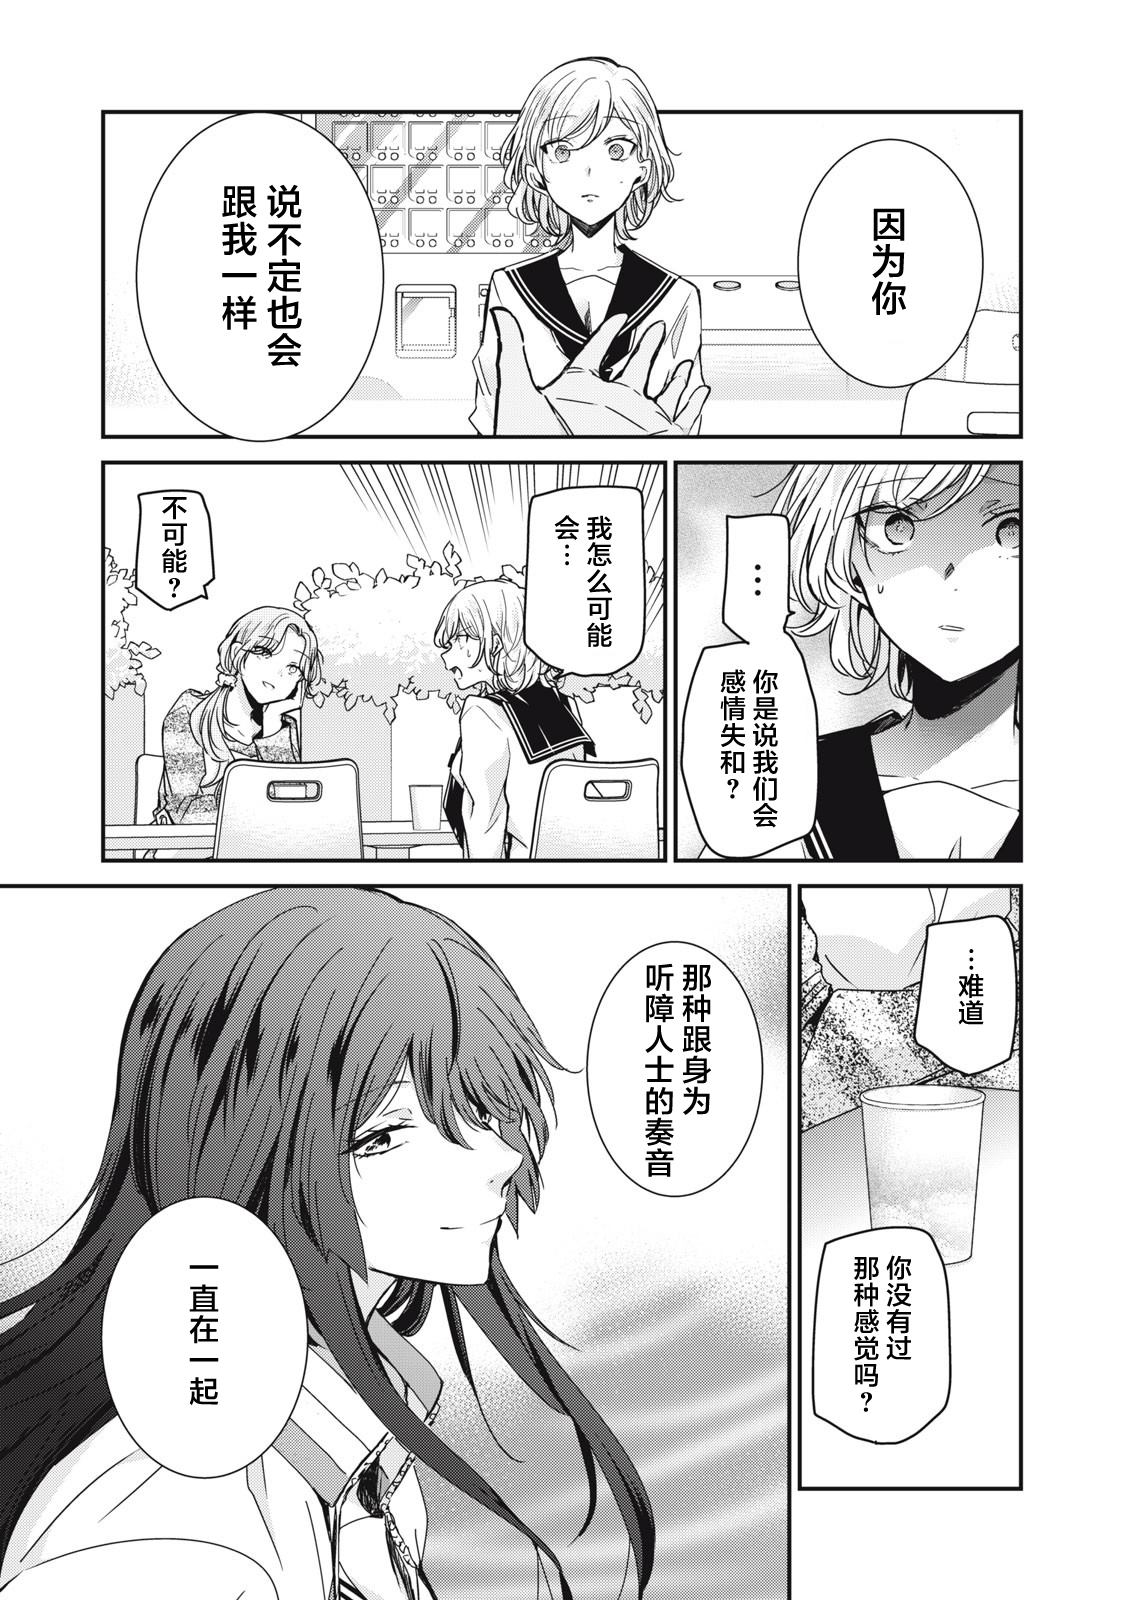 因为你
说不定也会
跟我一样
…
你是说我们会
感情失和？
我怎么可能
会…
不可能？
…难道
你没有过
那种感觉吗？
那种跟身为
听障人士的奏音
一直在一起